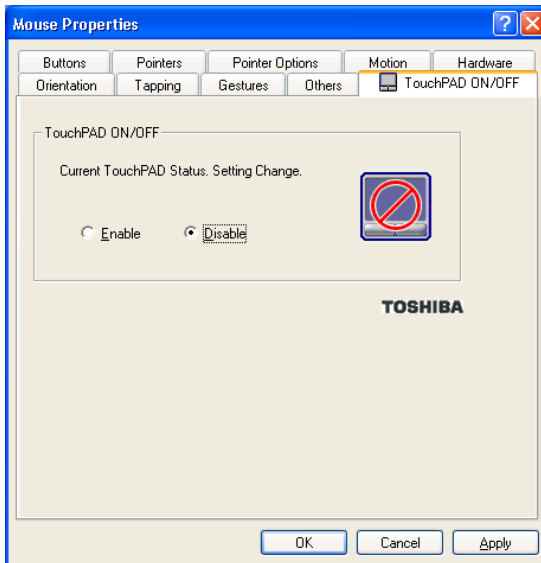 Mouse Properties
Buttons Pointers Pointer Options Motion Hardware
Orientation Tapping Gestures Others TouchPAD ON/OFF
TouchPAD ON/OFF
Current TouchPAD Status. Setting Change.
Enable Disable
TOSHIBA
OK Cancel Apply